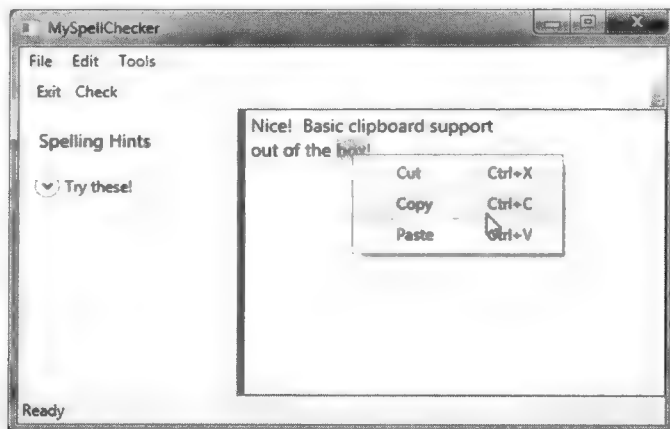 MySpellChecker
File Edit Tools
Exit Check
Spelling Hints
Try these!
Nice! Basic clipboard support
out of the box!
Cut Ctrl+X
Copy Ctrl+C
Paste Ctrl+V
Ready